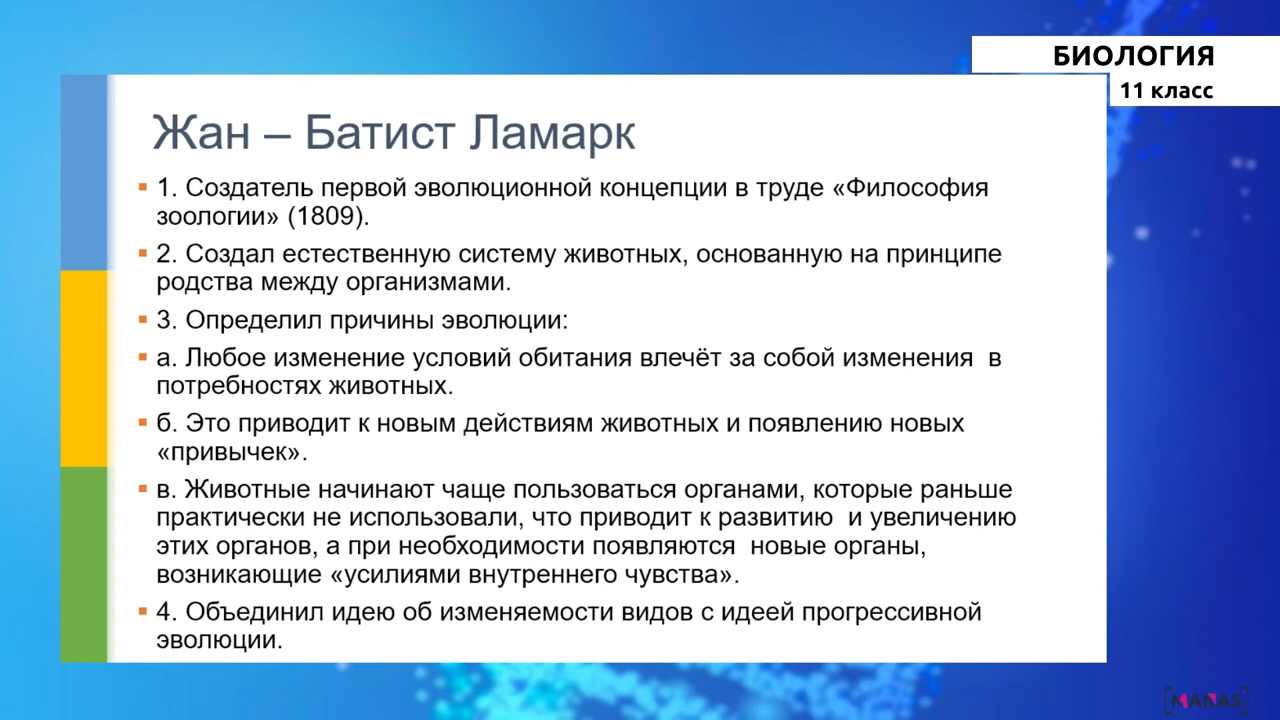 БИОЛОГИЯ
11 класс
Жан – Батист Ламарк
1. Создатель первой эволюционной концепции в труде «Философия
зоологии» (1809).
2. Создал естественную систему животных, основанную на принципе
родства между организмами.
3. Определил причины эволюции:
а. Любое изменение условий обитания влечёт за собой изменения в
потребностях животных.
б. Это приводит к новым действиям животных и появлению новых
«привычек».
в. Животные начинают чаще пользоваться органами, которые раньше
практически не использовали, что приводит к развитию и увеличению
этих органов, а при необходимости появляются новые органы,
возникающие «усилиями внутреннего чувства».
4. Объединил идею об изменяемости видов с идеей прогрессивной
эволюции.
[MANAS]